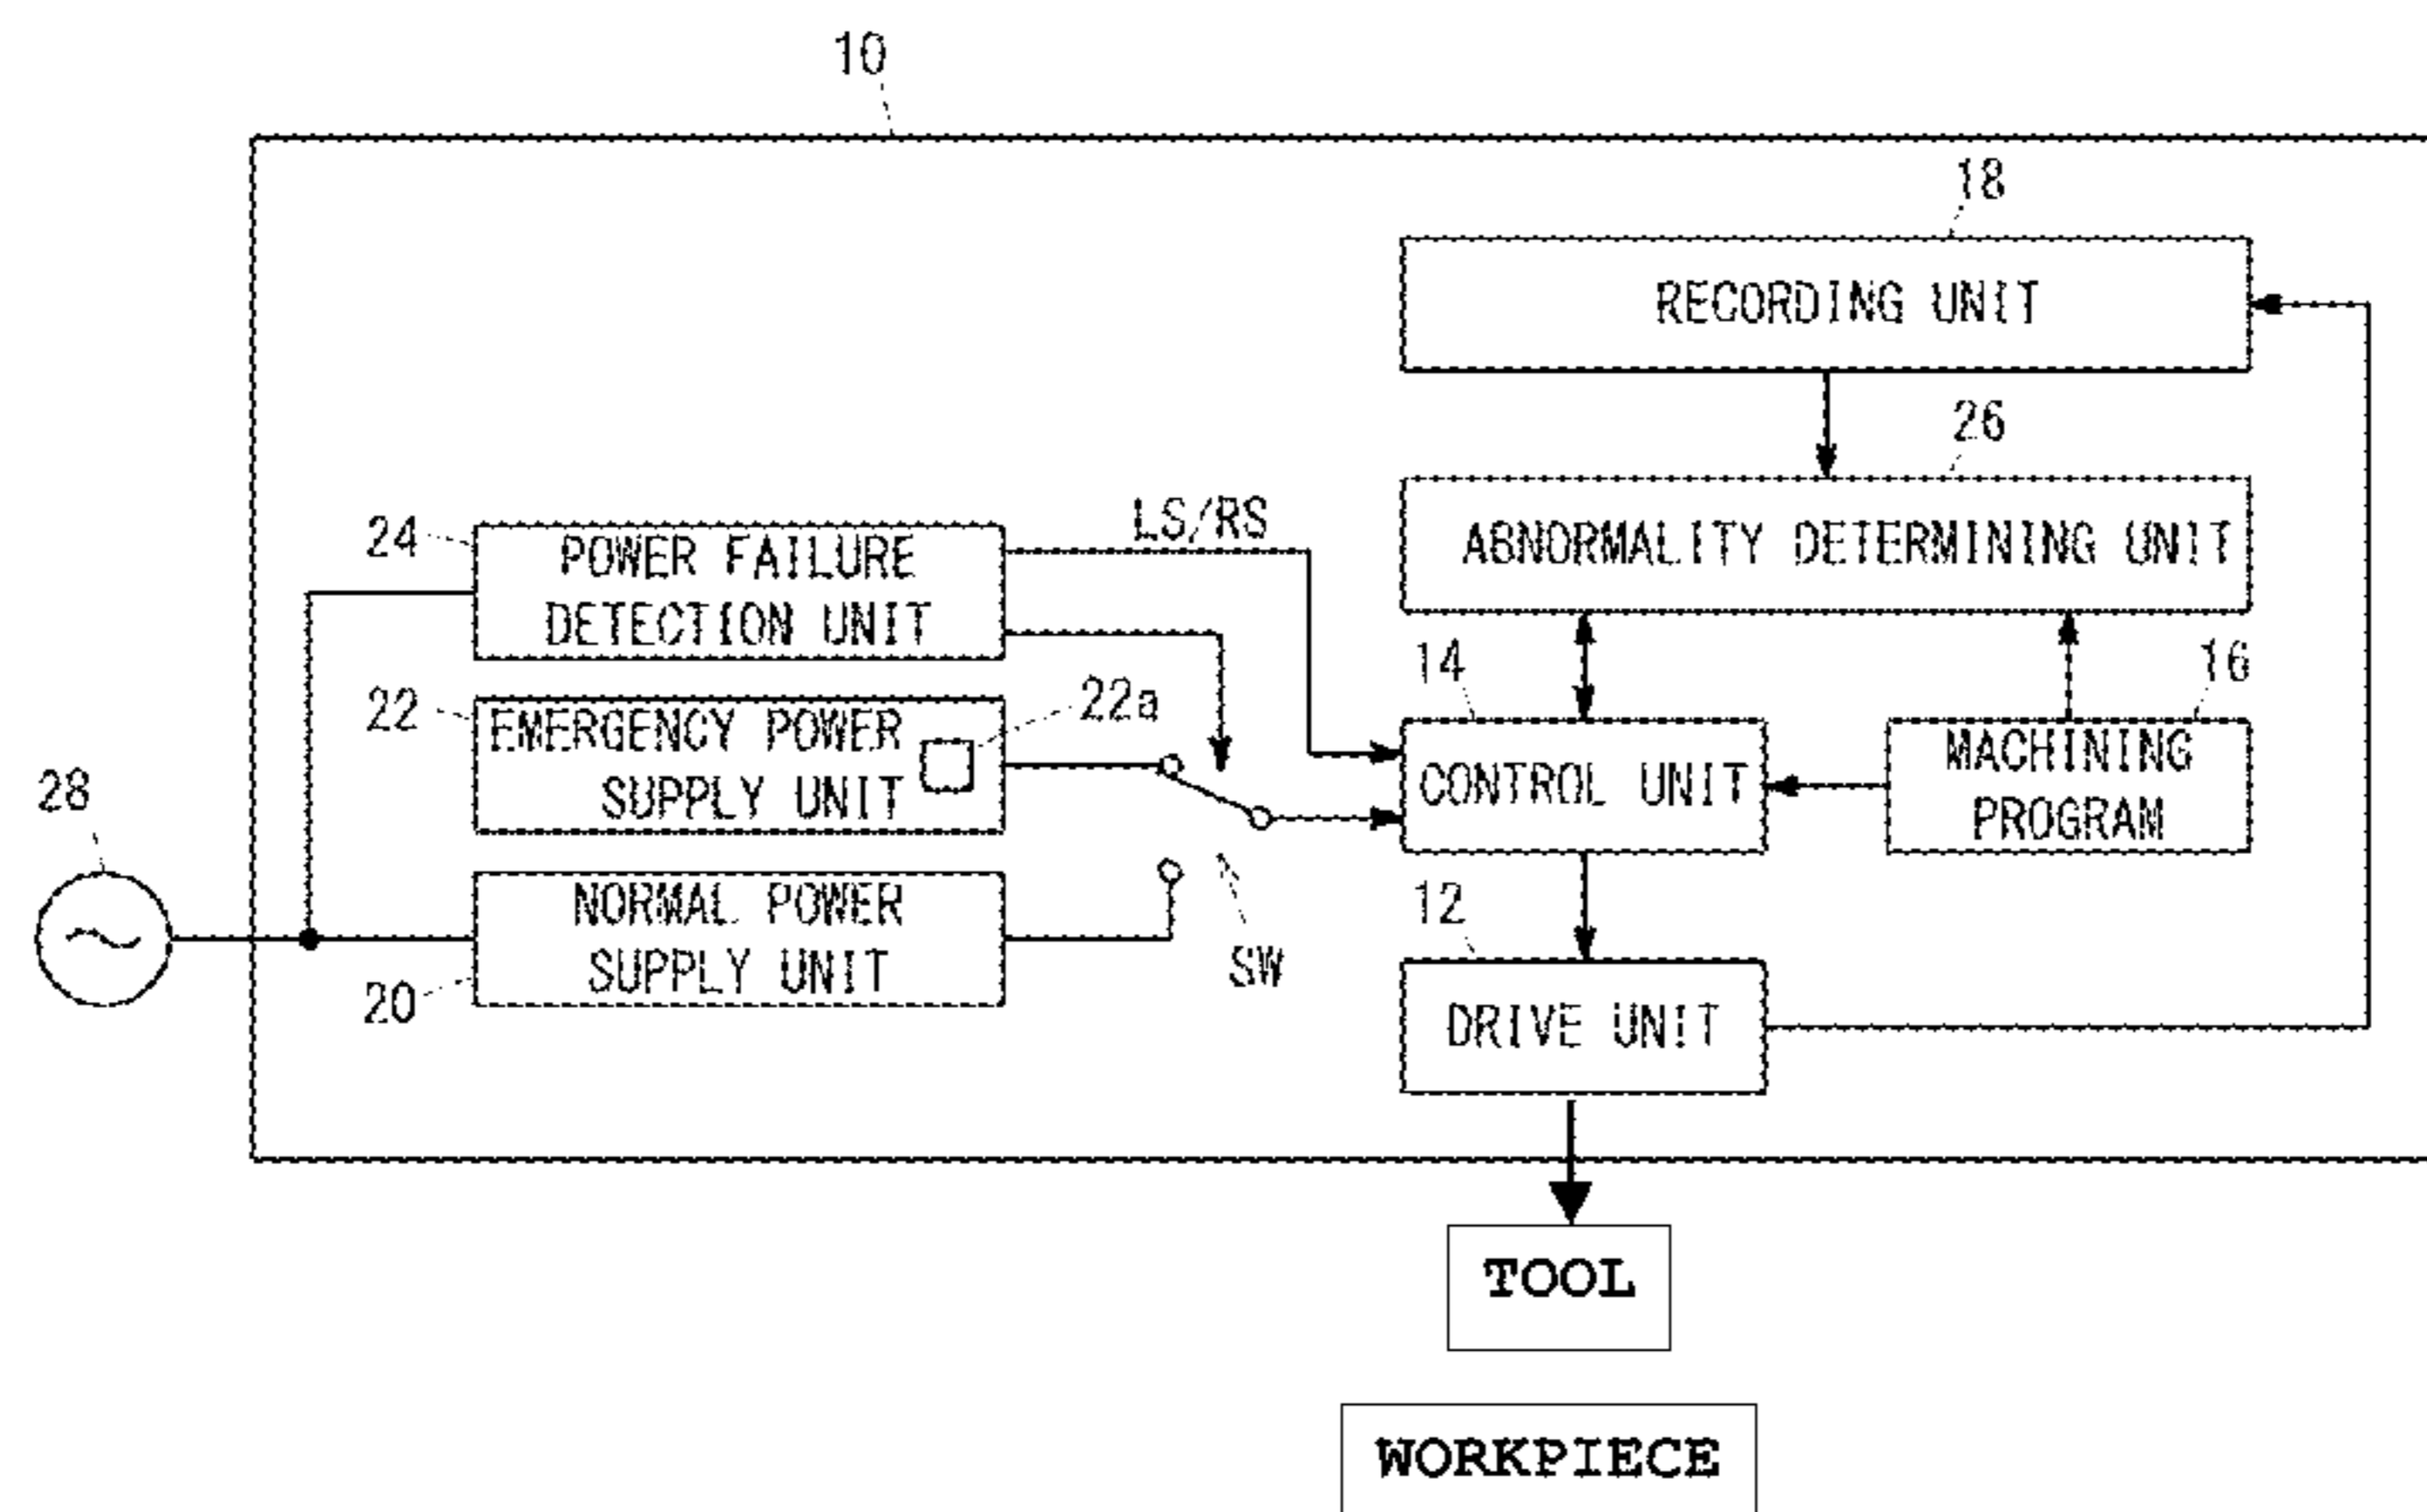 10
18
RECORDING UNIT
26
ABNORMALITY DETERMINING UNIT
LS/RS
24
POWER FAILURE
DETECTION UNIT
14
16
22
EMERGENCY POWER
SUPPLY UNIT
22a
CONTROL UNIT
MACHINING
PROGRAM
28
NORMAL POWER
SUPPLY UNIT
20
SW
12
DRIVE UNIT
TOOL
WORKPIECE